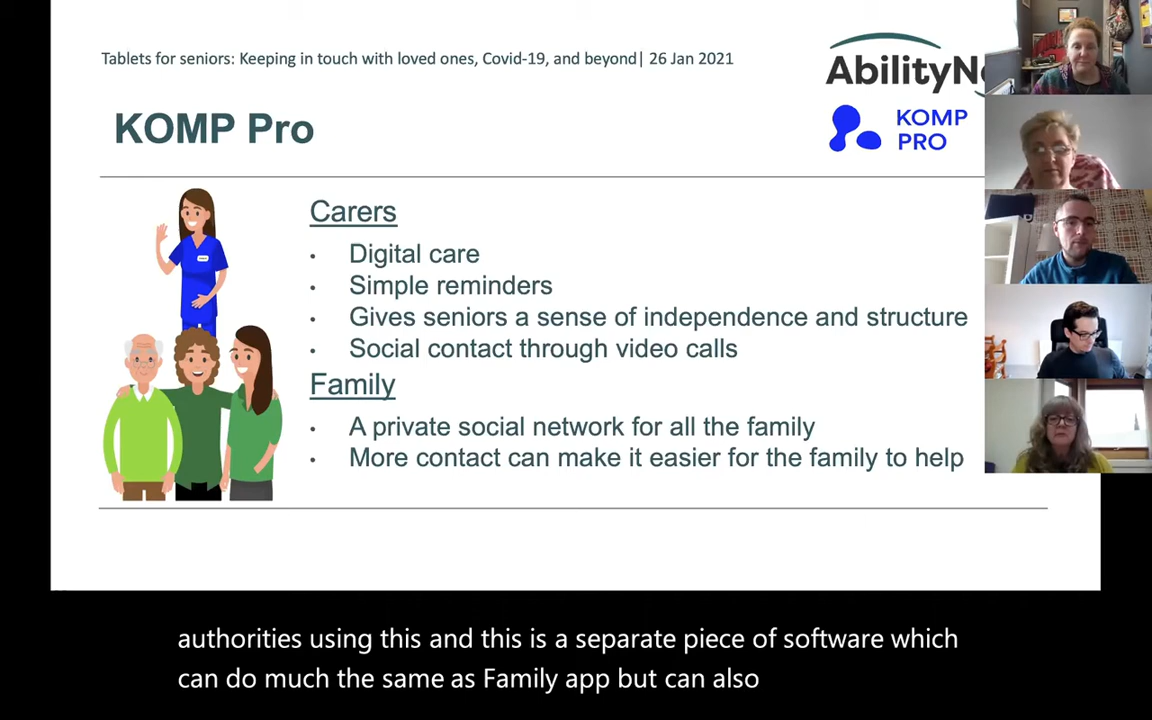 Tablets for seniors: Keeping in touch with loved ones, Covid-19, and beyond| 26 Jan 2021
AbilityN
KOMP Pro
KOMP
PRO
Carers
• Digital care
• Simple reminders
• Gives seniors a sense of independence and structure
• Social contact through video calls
Family
• A private social network for all the family
• More contact can make it easier for the family to help
authorities using this and this is a separate piece of software which
can do much the same as Family app but can also